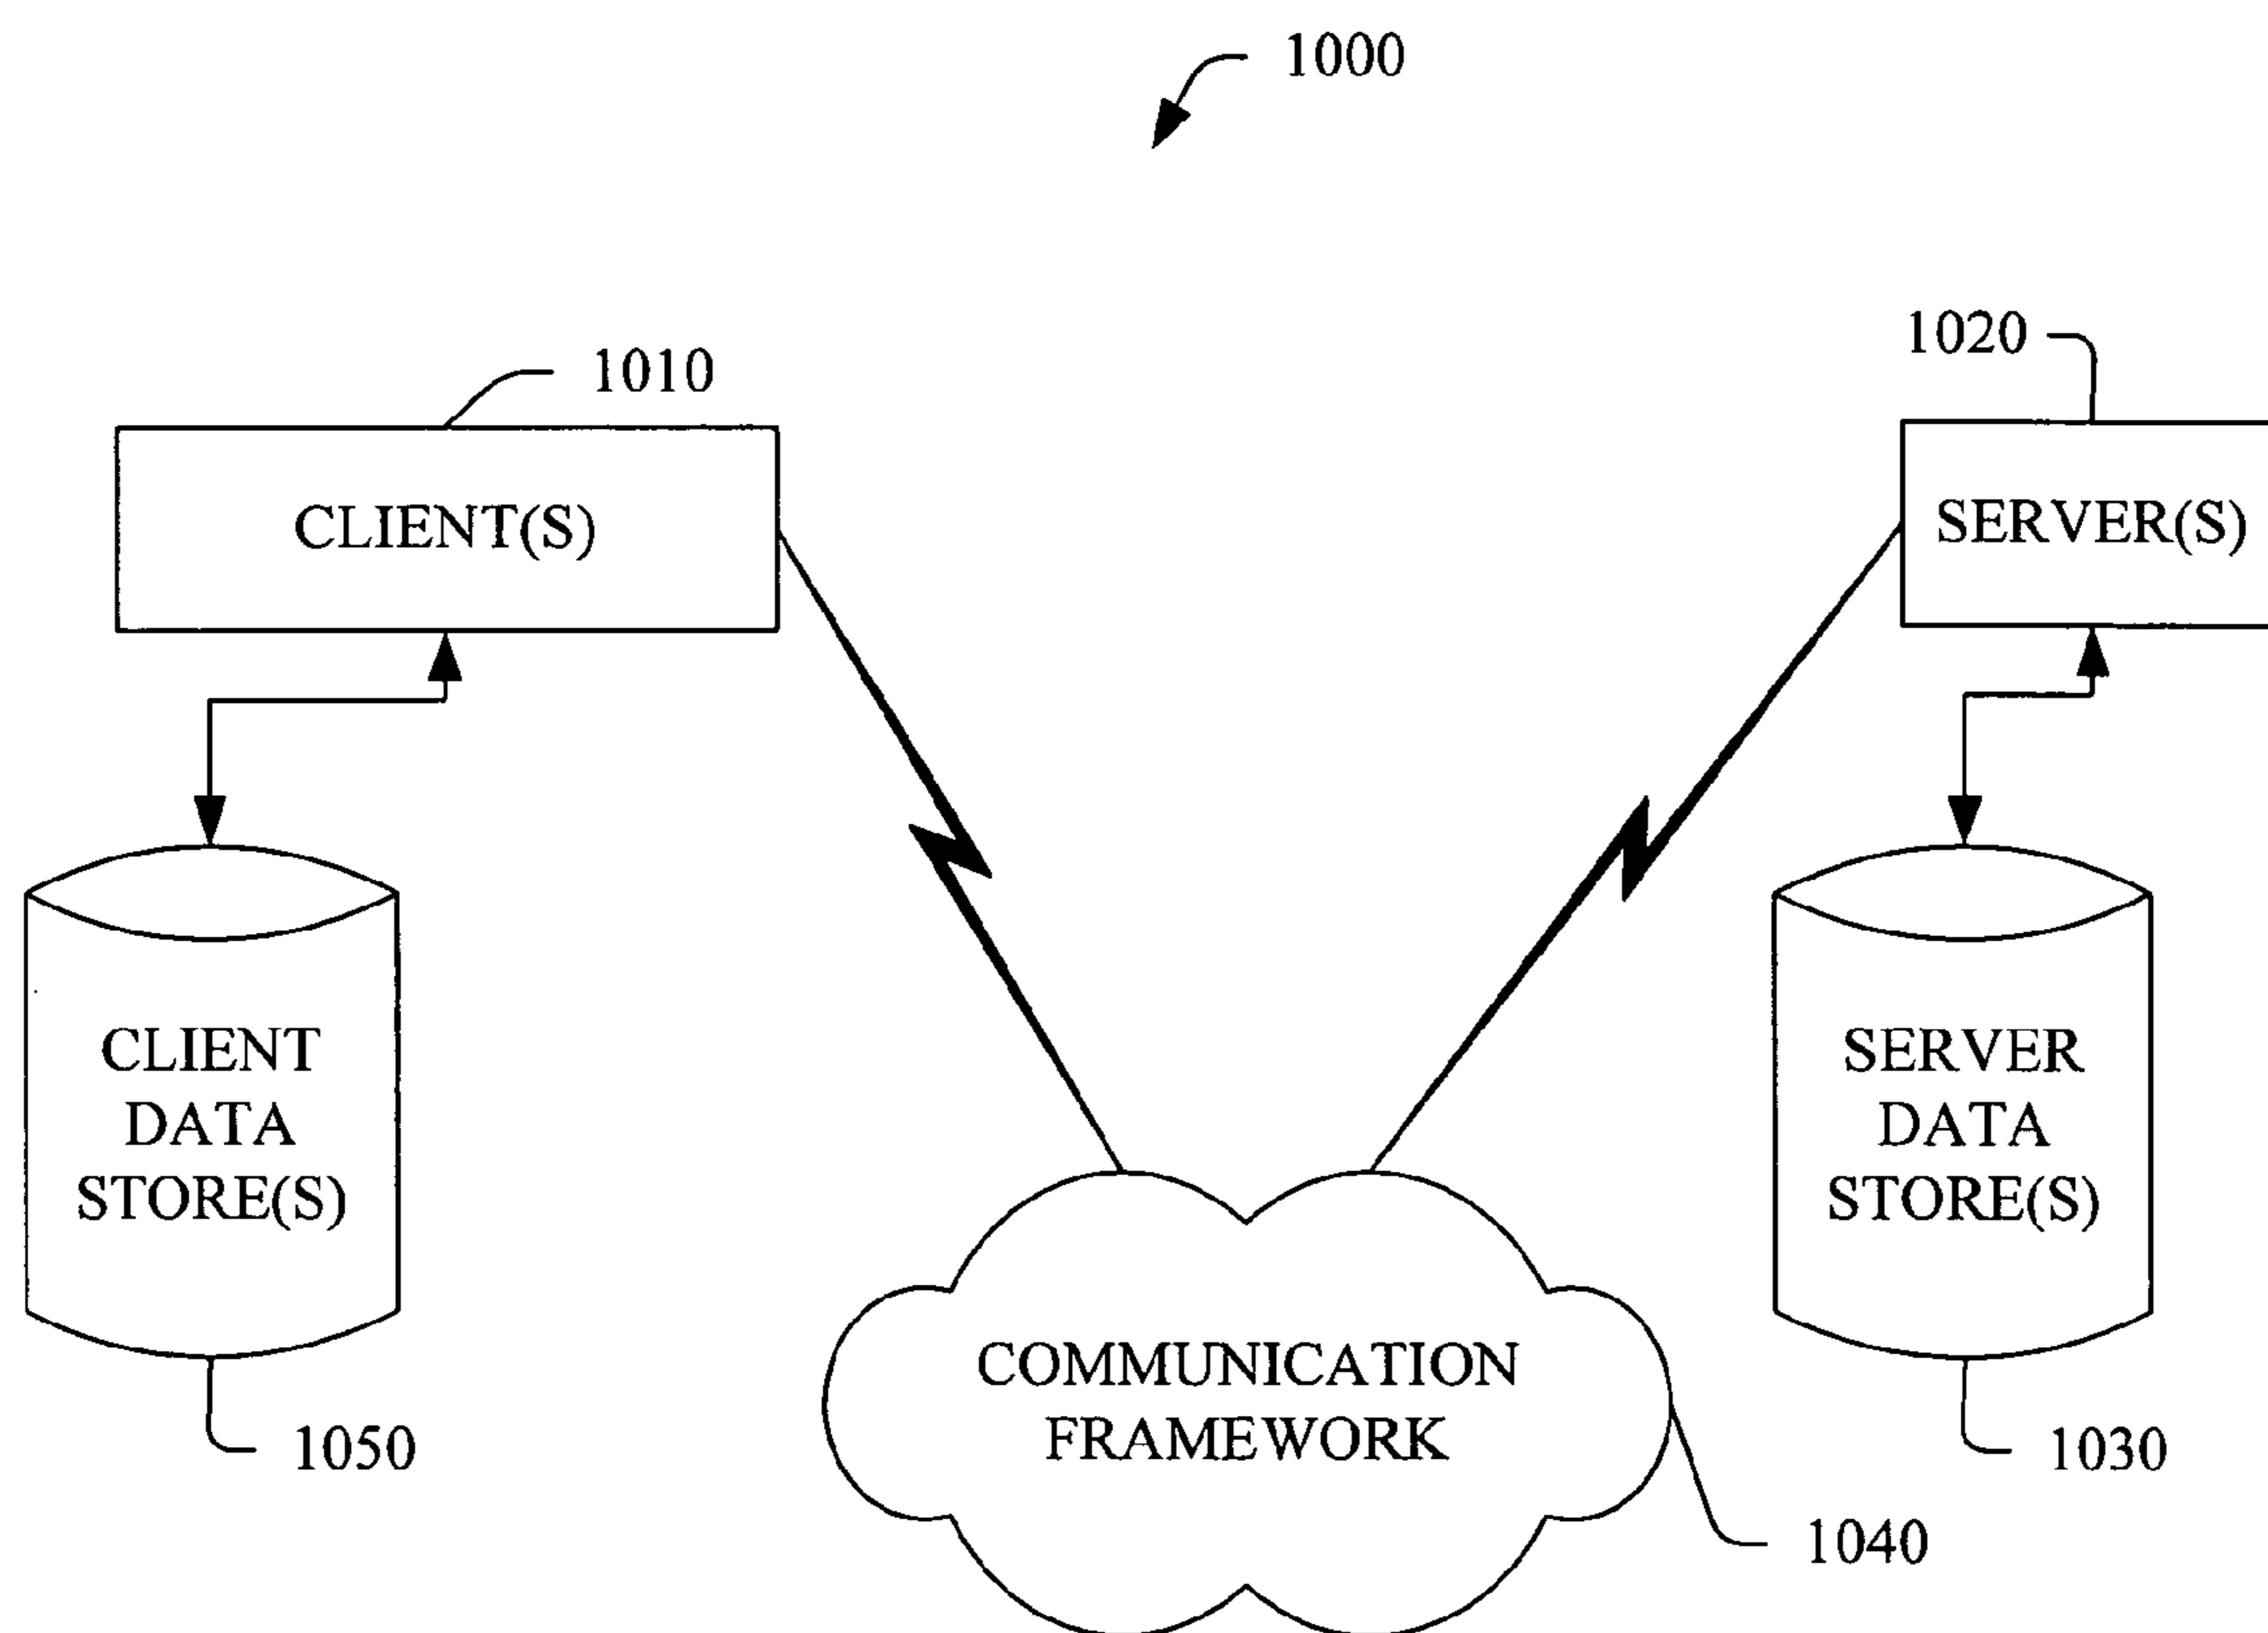 1000
1010
1020
CLIENT(S)
SERVER(S)
CLIENT
DATA
STORE(S)
SERVER
DATA
STORE(S)
COMMUNICATION
FRAMEWORK
1050
1030
1040